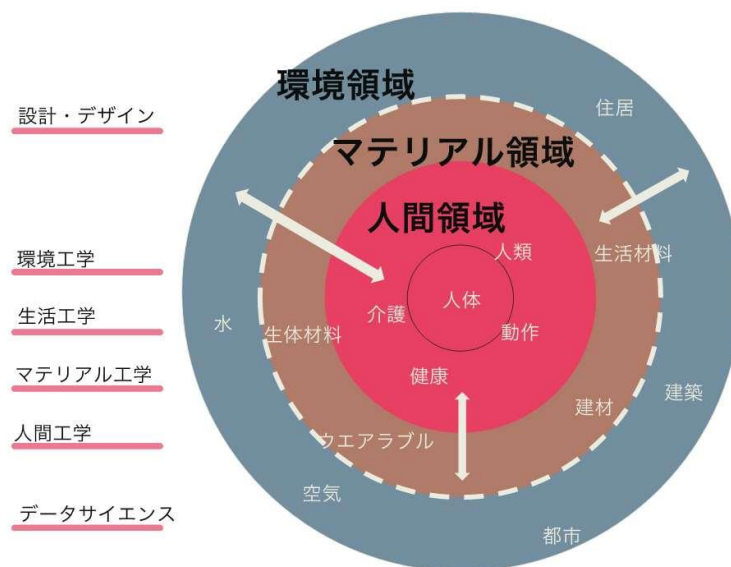 設計・デザイン
環境工学
生活工学
マテリアル工学
人間工学
データサイエンス
環境領域
住居
マテリアル領域
人間領域
人類
生活材料
人体
介護
水
生体材料
動作
健康
建築
建材
ウエアラブル
空気
都市